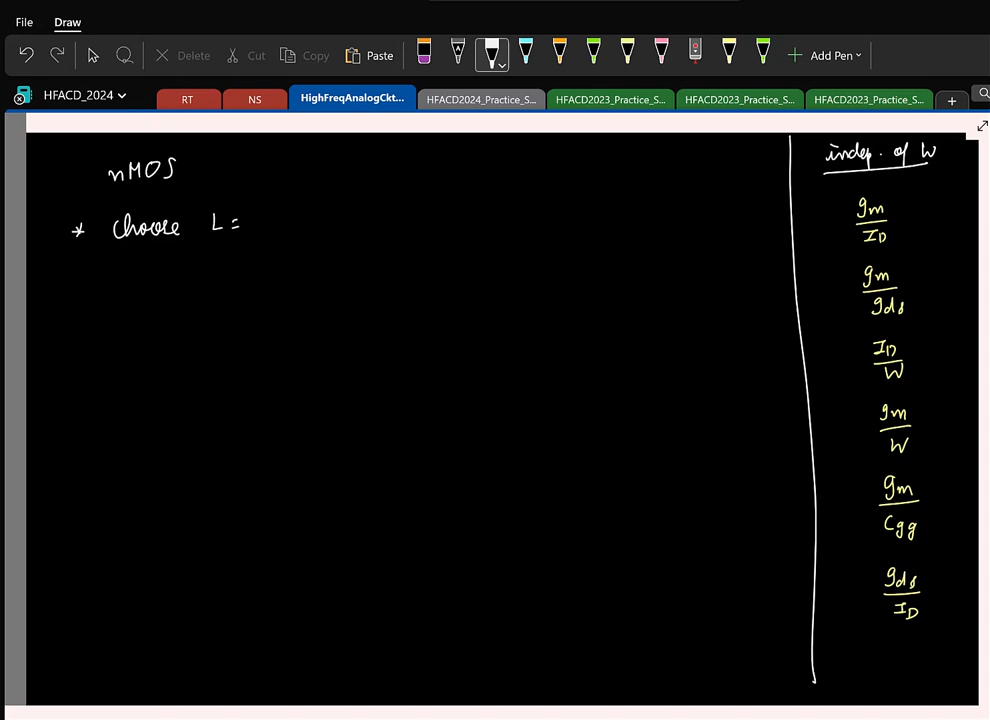 File Draw
Delete Cut Copy Paste Add Pen
HFACD_2024 RT NS HighFreqAnalogCkt... HFACD2024_Practice_S... HFACD2023_Practice_S... HFACD2023_Practice_S... HFACD2023_Practice_S...
nMOS
* choose L =
indep. of W
gm
ID
gm
gds
ID
W
gm
W
gm
Cgg
gds
ID